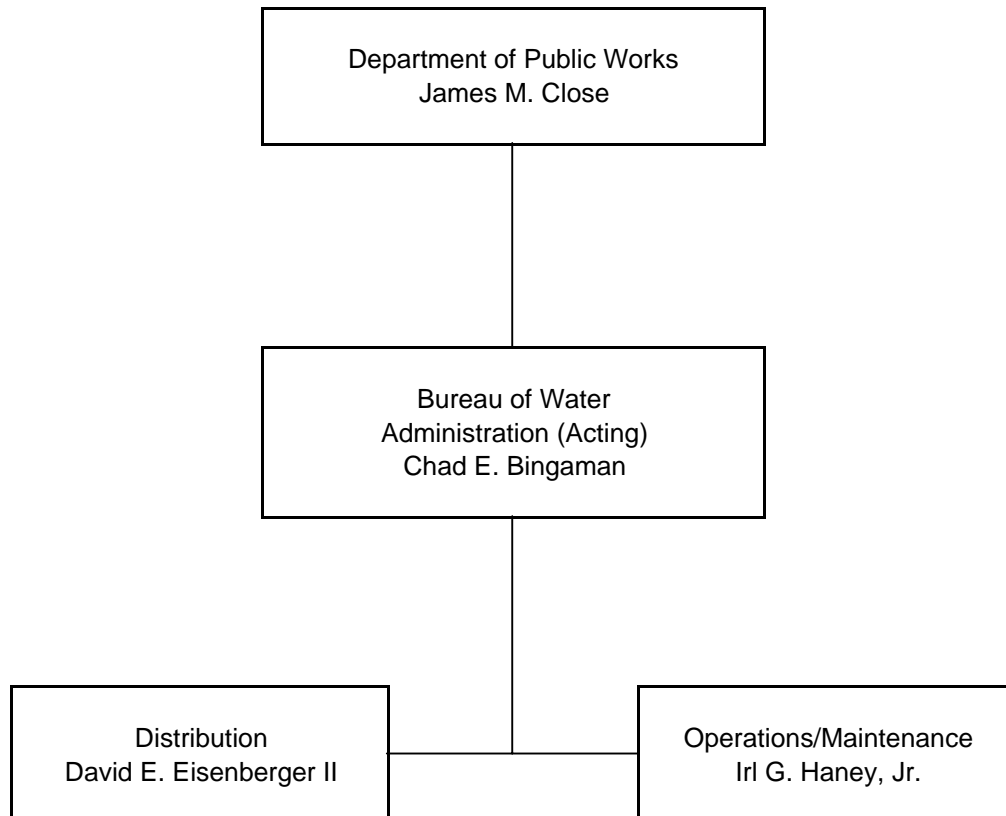 Department of Public Works
James M. Close
Bureau of Water
Administration (Acting)
Chad E. Bingaman
Distribution
David E. Eisenberger II
Operations/Maintenance
Irl G. Haney, Jr.